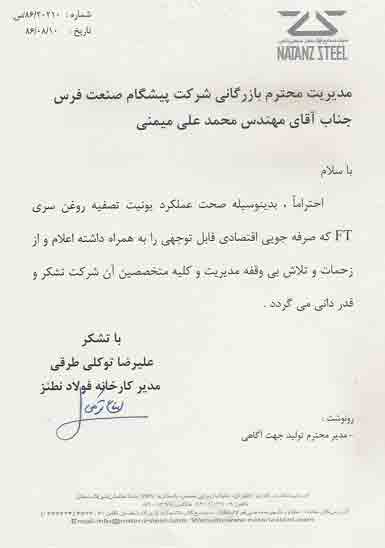 شماره : ۸۶/۲۰۲۱۰/ص
تاریخ : ۸۶/۰۸/۱۰
NATANZ STEEL
مدیریت محترم بازرگانی شرکت پیشگام صنعت فرس
جناب آقای مهندس محمد علی میمنی
با سلام
احتراماً ، بدینوسیله صحت عملکرد یونیت تصفیه روغن سری
FT که صرفه جویی اقتصادی قابل توجهی را به همراه داشته اعلام و از
زحمات و تلاش بی وقفه مدیریت و کلیه متخصصین آن شرکت تشکر و
قدر دانی می گردد .
با تشکر
علیرضا توکلی طرقی
مدیر کارخانه فولاد نطنز
رونوشت :
- مدیر محترم تولید جهت آگاهی